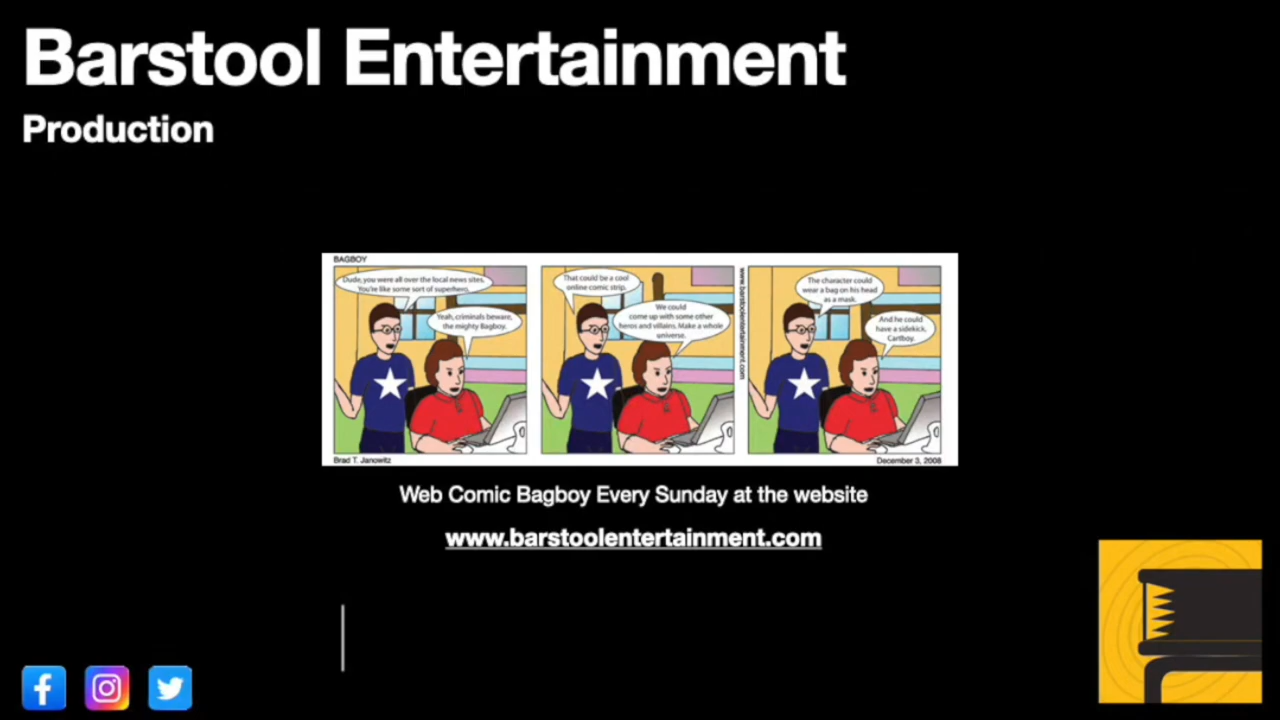 Barstool Entertainment
Production
BAGBOY
Dude, you were all over the local news sites,
You're like some sort of superhero.
Yeah, criminals beware,
the mighty Bagboy.
That could be a cool
online comic strip.
We could
come up with some other
heros and villains. Make a whole
universe.
www.barstoolentertainment.com
The character could
wear a bag on his head
as a mask.
And he could
have a sidekick,
Cartboy.
Brad T. Janowitz
December 3, 2008
Web Comic Bagboy Every Sunday at the website
www.barstoolentertainment.com